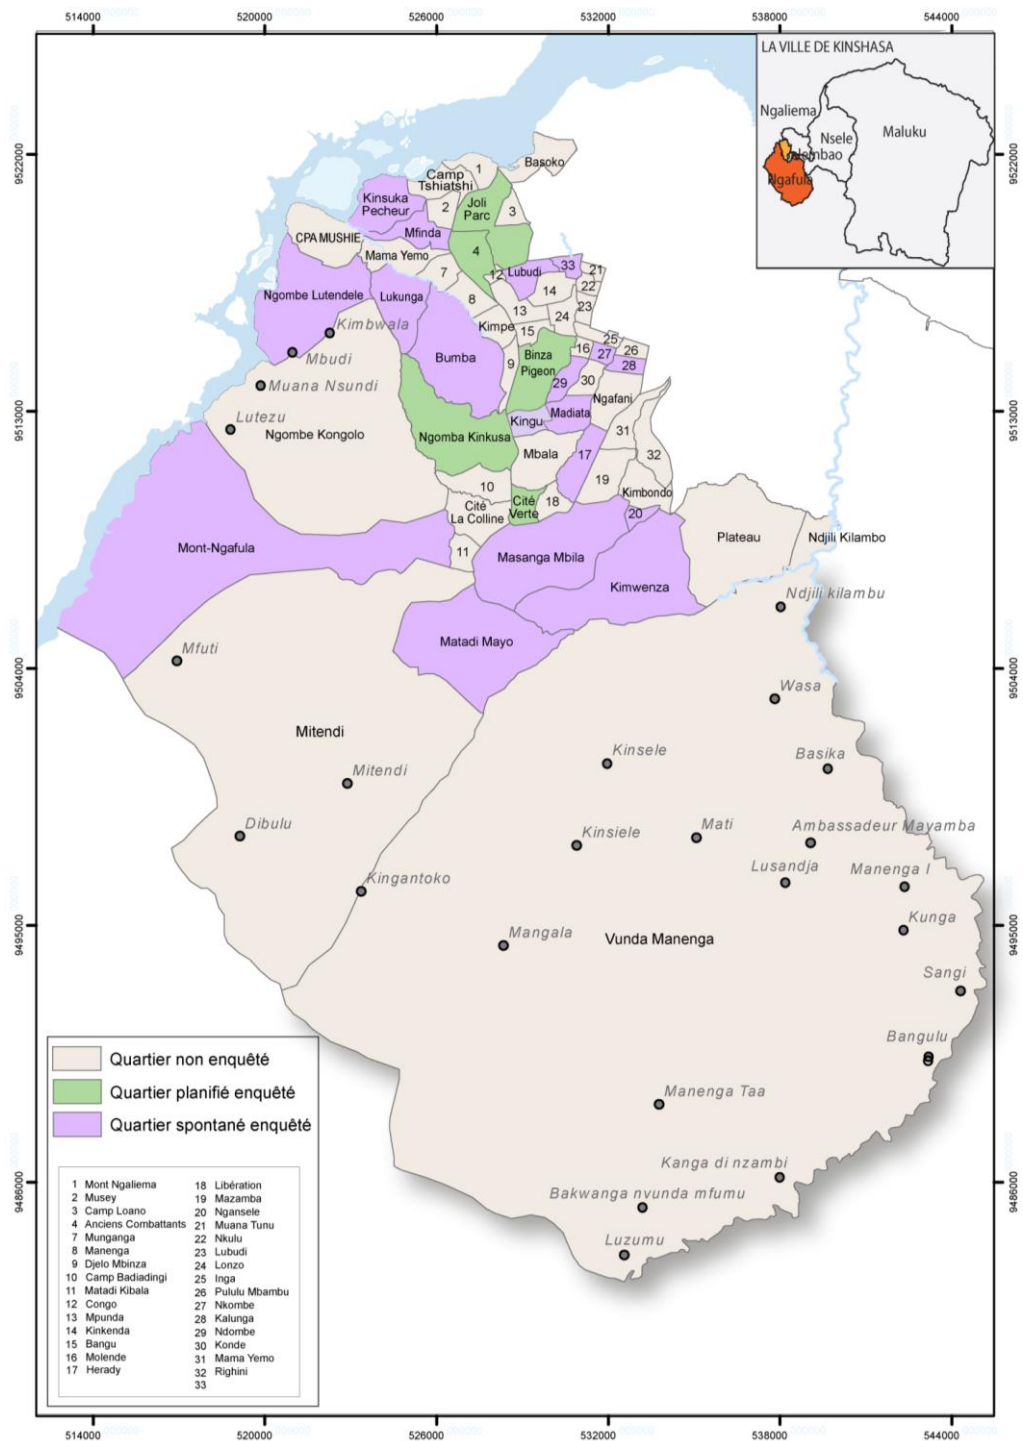 514000
520000
526000
532000
538000
544000
LA VILLE DE KINSHASA
Ngaliema
Nsele
Maluku
Ngafula
9522000
9522000
Basoko
1
Camp
Tshiatshi
Kinsuka
Pecheur
2
Joli
Parc
3
Mfinda
CPA MUSHIE
Mama Yemo
4
7
12
Lubudi
33
21
22
14
23
Ngombe Lutendele
Lukunga
8
13
24
Kimpe
15
25
Kimbwala
Bumba
9
Binza
Pigeon
16
27
26
28
Mbudi
29
30
Muana Nsundi
Ngafani
9513000
9513000
Kingu
Madiata
Lutezu
Ngombe Kongolo
Ngomba Kinkusa
31
Mbala
17
32
10
19
Kimbondo
Cité
La Colline
Cité
Verte
18
20
Mont-Ngafula
11
Masanga Mbila
Plateau
Ndjili Kilambo
Kimwenza
Ndjili kilambu
Matadi Mayo
Mfuti
9504000
9504000
Wasa
Mitendi
Kinsele
Basika
Mitendi
Dibulu
Kinsiele
Mati
Ambassadeur Mayamba
Lusandja
Manenga I
Kingantoko
Kunga
9495000
9495000
Mangala
Vunda Manenga
Sangi
Bangulu
Manenga Taa
Kanga di nzambi
9486000
9486000
Bakwanga nvunda mfumu
Luzumu
Quartier non enquêté
Quartier planifié enquêté
Quartier spontané enquêté
1 Mont Ngaliema
2 Musey
3 Camp Loano
4 Anciens Combattants
7 Munganga
8 Manenga
9 Djelo Mbinza
10 Camp Badiadingi
11 Matadi Kibala
12 Congo
13 Mpunda
14 Kinkenda
15 Bangu
16 Molende
17 Herady
18 Libération
19 Mazamba
20 Ngansele
21 Muana Tunu
22 Nkulu
23 Lubudi
24 Lonzo
25 Inga
26 Pululu Mbambu
27 Nkombe
28 Kalunga
29 Ndombe
30 Konde
31 Mama Yemo
32 Righini
33
514000
520000
526000
532000
538000
544000